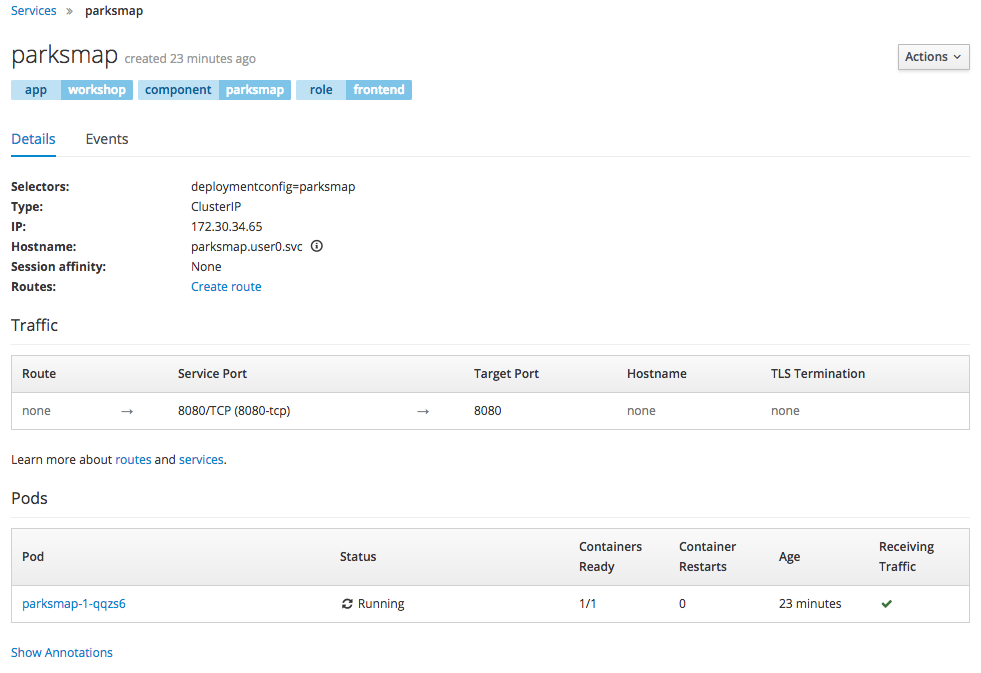 Services » parksmap
parksmap created 23 minutes ago
Actions
app workshop component parksmap role frontend
Details Events
Selectors: deploymentconfig=parksmap
Type: ClusterIP
IP: 172.30.34.65
Hostname: parksmap.user0.svc
Session affinity: None
Routes: Create route
Traffic
Route Service Port Target Port Hostname TLS Termination
none → 8080/TCP (8080-tcp) → 8080 none none
Learn more about routes and services.
Pods
Pod Status Containers Ready Container Restarts Age Receiving Traffic
parksmap-1-qqzs6 Running 1/1 0 23 minutes
Show Annotations